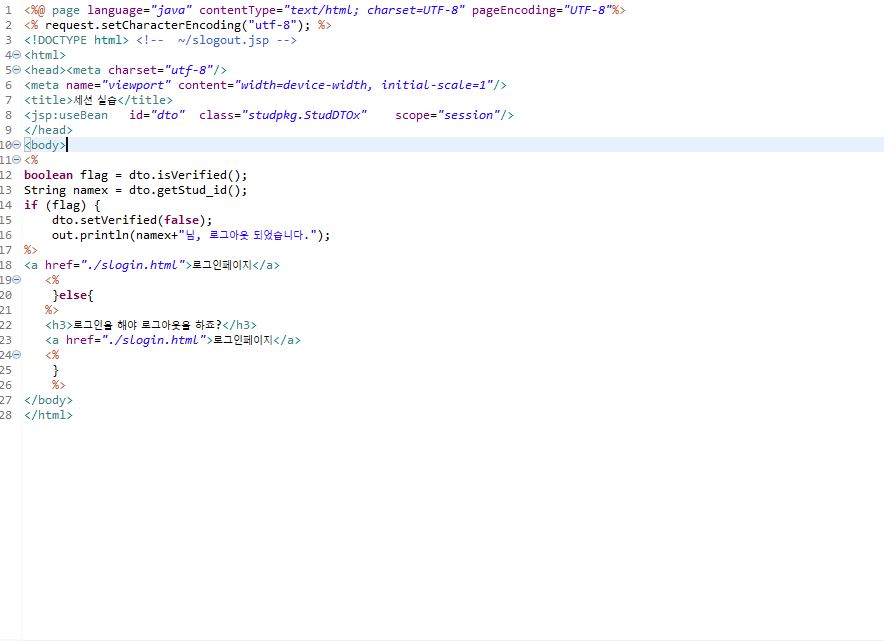 1 <%@ page language="java" contentType="text/html; charset=UTF-8" pageEncoding="UTF-8"%>
2 <% request.setCharacterEncoding("utf-8"); %>
3 <!DOCTYPE html> <!--  ~/slogout.jsp -->
4 <html>
5 <head><meta charset="utf-8"/>
6 <meta name="viewport" content="width=device-width, initial-scale=1"/>
7 <title>세션 실습</title>
8 <jsp:useBean   id="dto"  class="studpkg.StudDTOx"    scope="session"/>
9 </head>
10 <body>
11 <%
12 boolean flag = dto.isVerified();
13 String namex = dto.getStud_id();
14 if (flag) {
15     dto.setVerified(false);
16     out.println(namex+"님, 로그아웃 되었습니다.");
17 %>
18 <a href="./slogin.html">로그인페이지</a>
19    <%
20     }else{
21    %>
22    <h3>로그인을 해야 로그아웃을 하죠?</h3>
23    <a href="./slogin.html">로그인페이지</a>
24    <%
25     }
26     %>
27 </body>
28 </html>